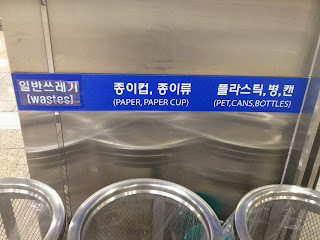 일반쓰레기
[wastes]
종이컵, 종이류
(PAPER, PAPER CUP)
플라스틱, 병, 캔
(PET,CANS,BOTTLES)